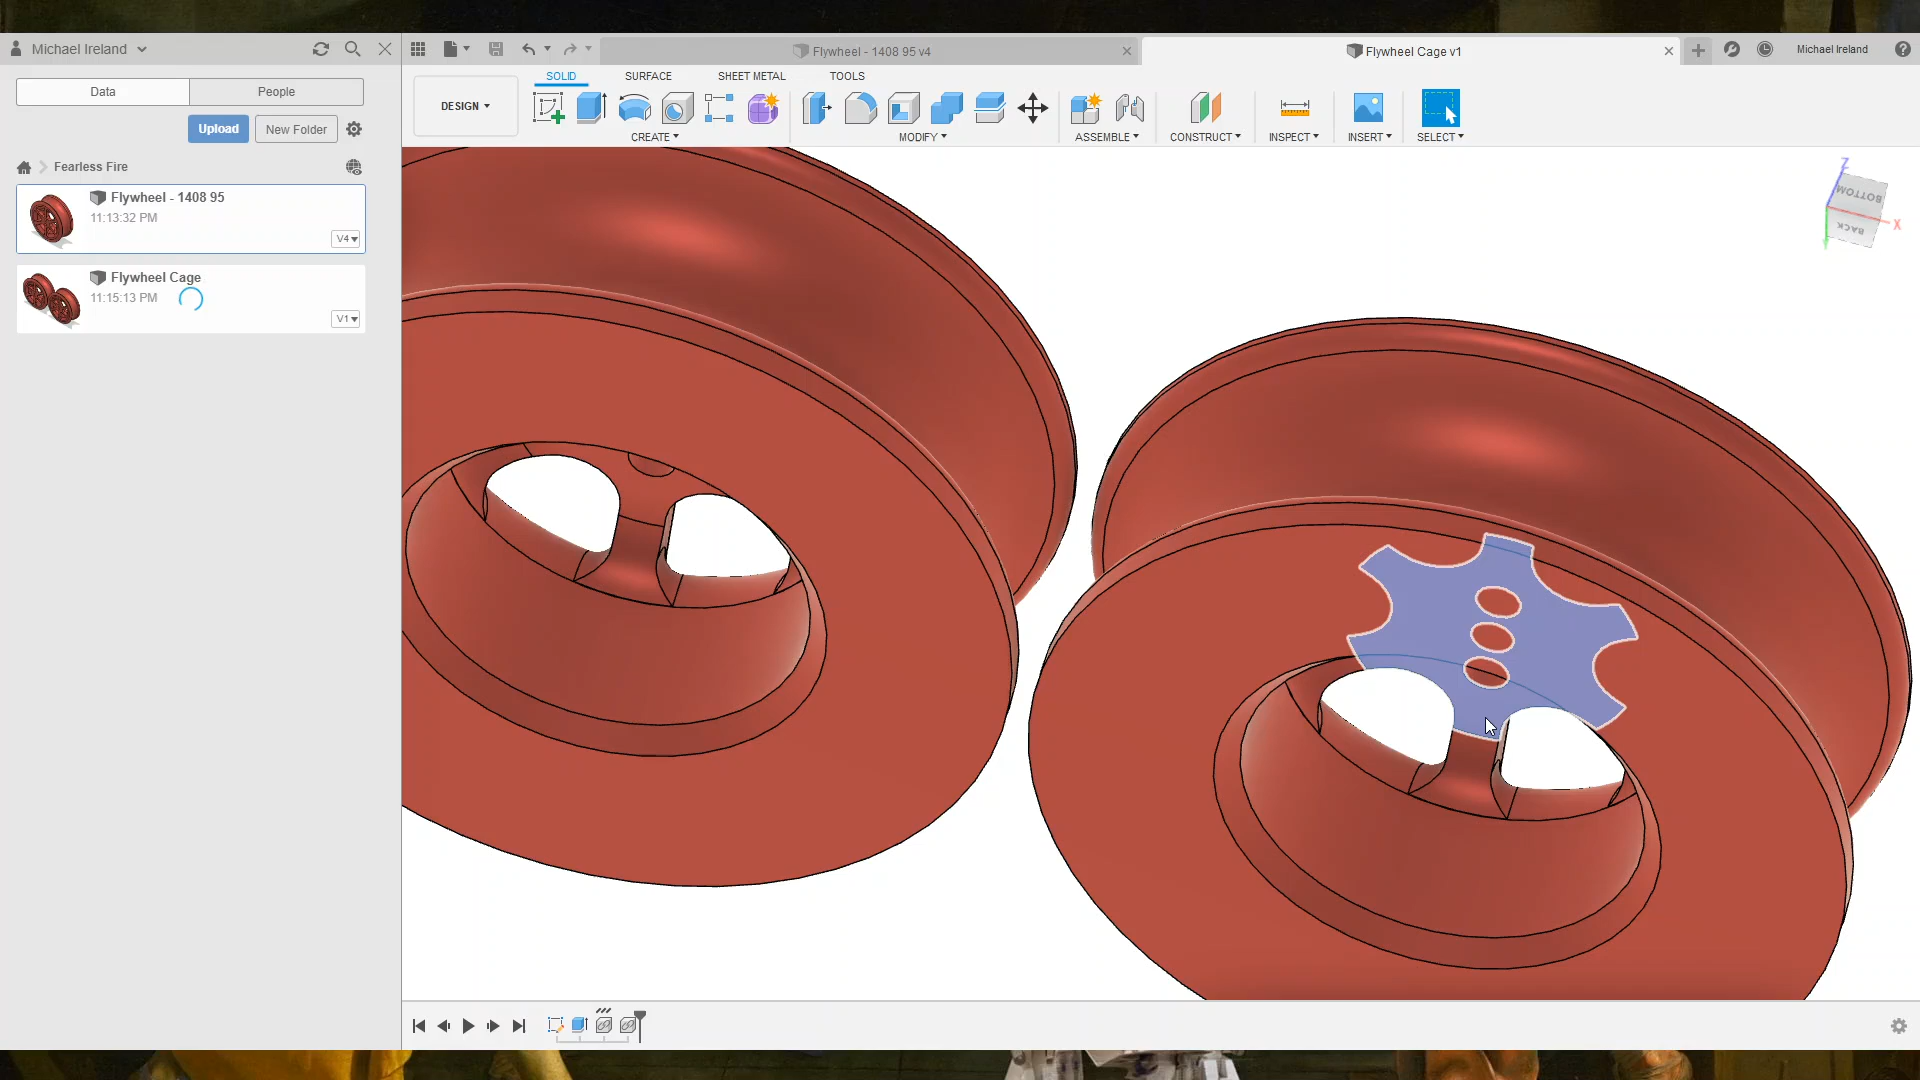 Michael Ireland
Flywheel - 1408 95 v4
Flywheel Cage v1
Michael Ireland
Data
People
SOLID
SURFACE
SHEET METAL
TOOLS
DESIGN
Upload
New Folder
CREATE
MODIFY
ASSEMBLE
CONSTRUCT
INSPECT
INSERT
SELECT
Fearless Fire
Flywheel - 1408 95
11:13:32 PM
V4
Flywheel Cage
11:15:13 PM
V1
Z
BOTTOM
BACK
X
Y